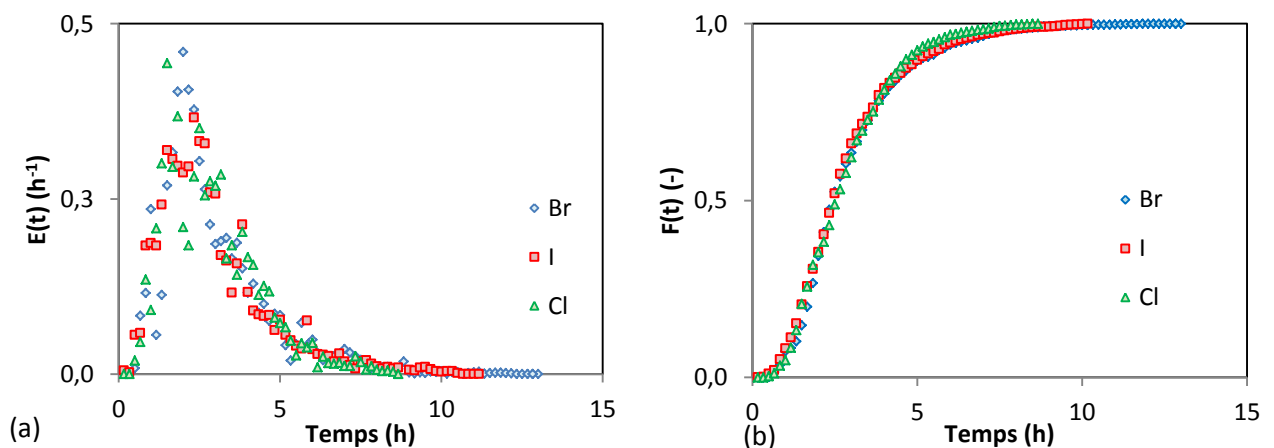 0,5
0,3
0,0
E(t) (h⁻¹)
0
5
10
15
Temps (h)
Br
I
Cl
(a)
1,0
0,5
0,0
F(t) (-)
0
5
10
15
Temps (h)
Br
I
Cl
(b)